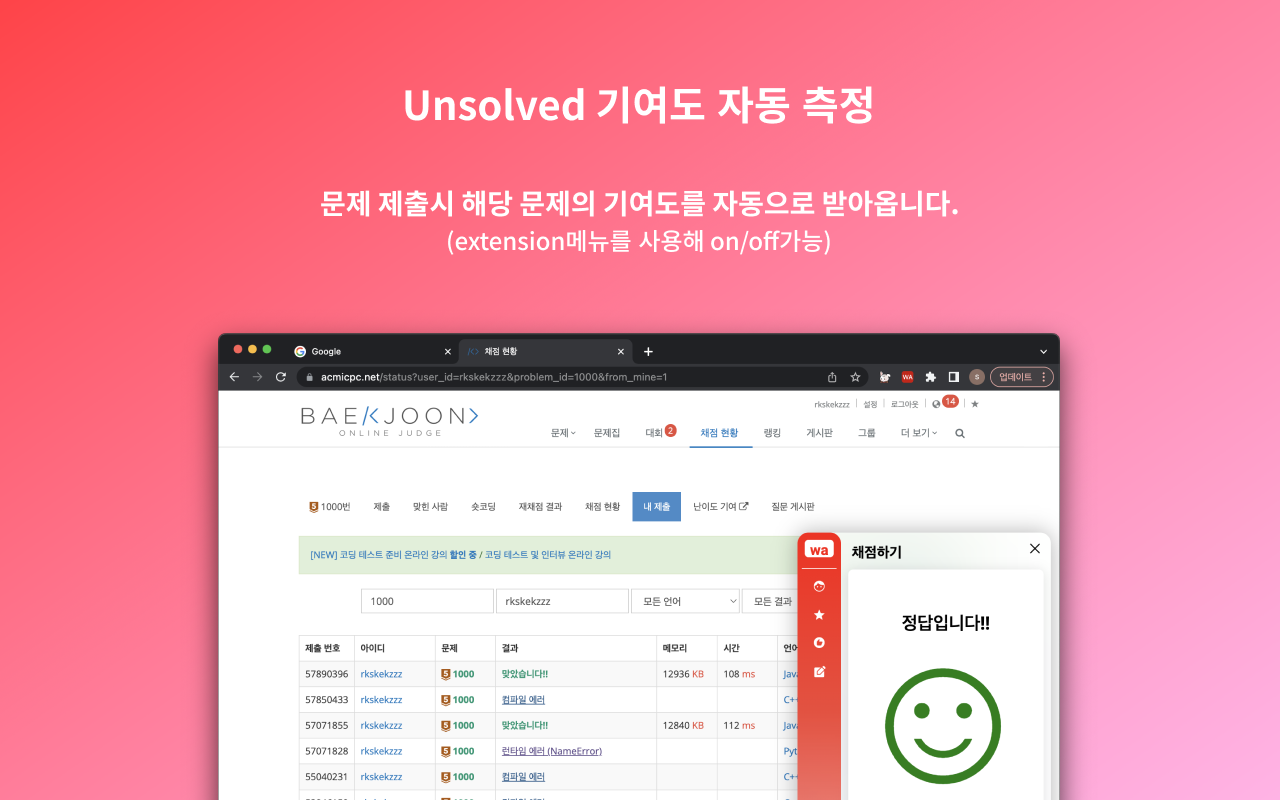 Unsolved 기여도 자동 측정
문제 제출시 해당 문제의 기여도를 자동으로 받아옵니다.
(extension메뉴를 사용해 on/off가능)
Google
채점 현황
acmicpc.net/status?user_id=rkskekzzz&problem_id=1000&from_mine=1
WA
S
업데이트
rkskekzzz 설정 로그아웃 14
BAEKJOON>
ONLINE JUDGE
문제 문제집 대회 2 채점 현황 랭킹 게시판 그룹 더 보기
5 1000번 제출 맞힌 사람 숏코딩 재채점 결과 채점 현황 내 제출 난이도 기여 질문 게시판
[NEW] 코딩 테스트 준비 온라인 강의 할인 중 / 코딩 테스트 및 인터뷰 온라인 강의
1000 rkskekzzz 모든 언어 모든 결과
제출 번호 아이디 문제 결과 메모리 시간 언어
57890396 rkskekzzz 5 1000 맞았습니다!! 12936 KB 108 ms Jav
57850433 rkskekzzz 5 1000 컴파일 에러 C++
57071855 rkskekzzz 5 1000 맞았습니다!! 12840 KB 112 ms Jav
57071828 rkskekzzz 5 1000 런타임 에러 (NameError) Pyt
55040231 rkskekzzz 5 1000 컴파일 에러 C++
wa
채점하기
정답입니다!!